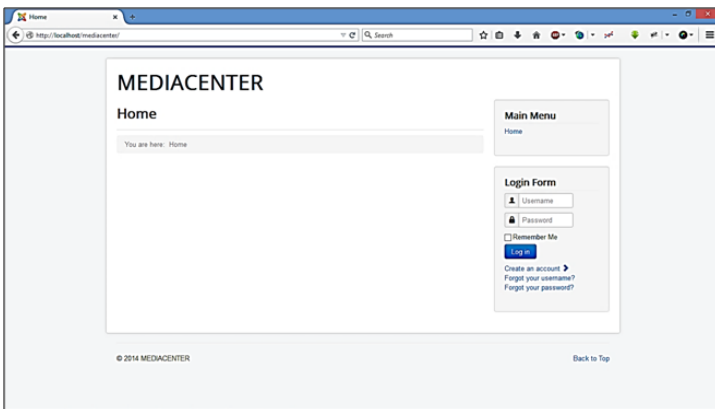 Home
http://localhost/mediacenter/
Search
MEDIACENTER
Home
You are here: Home
Main Menu
Home
Login Form
Username
Password
Remember Me
Log in
Create an account
Forgot your username?
Forgot your password?
© 2014 MEDIACENTER
Back to Top